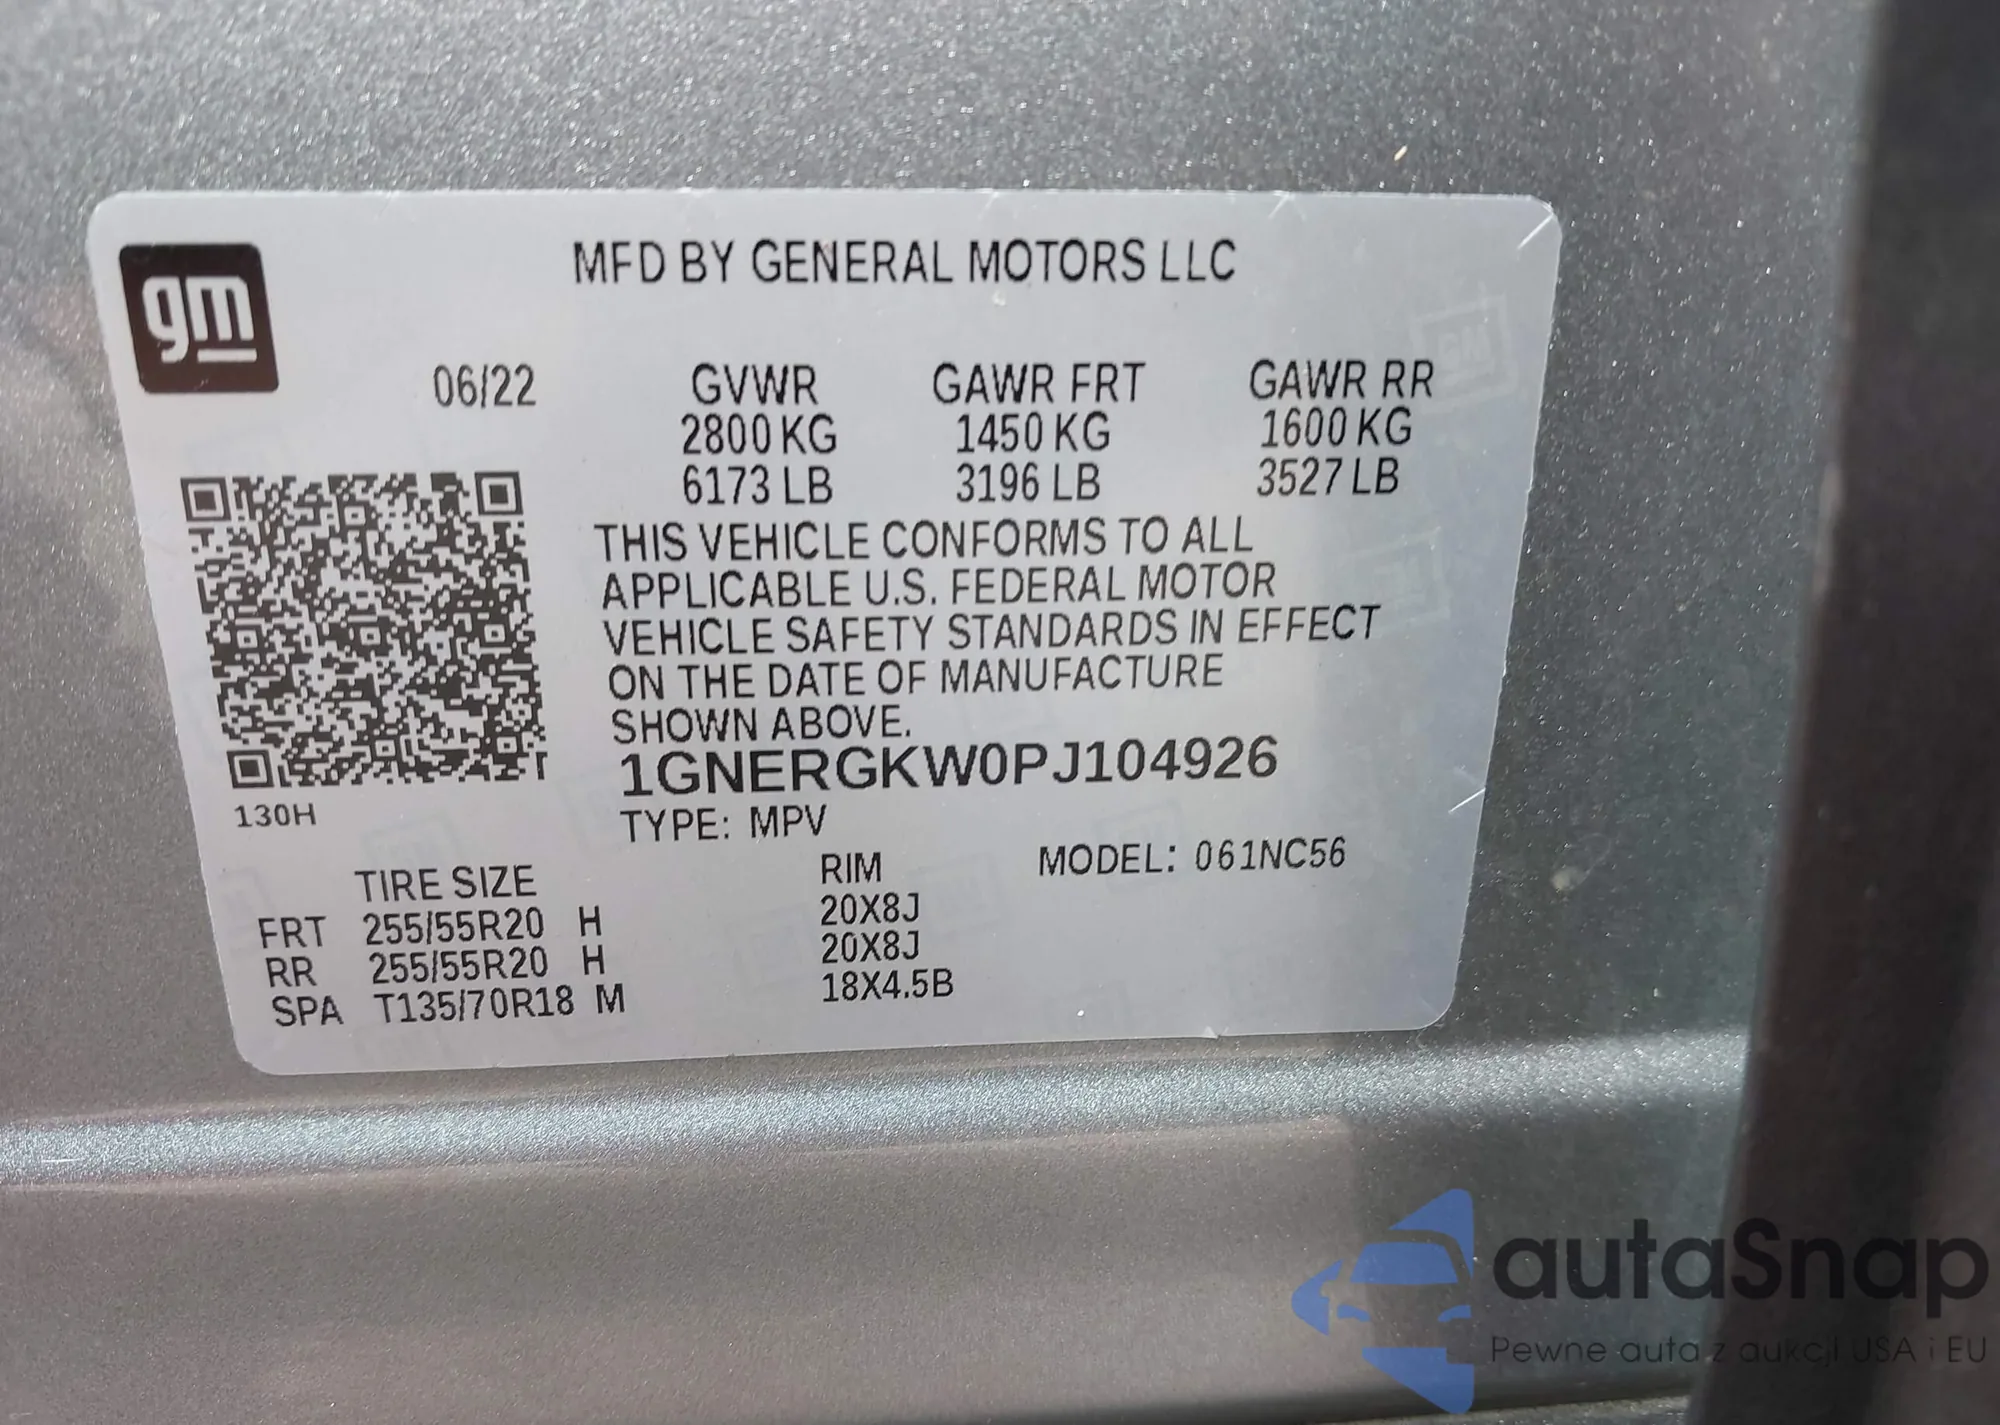 gm
MFD BY GENERAL MOTORS LLC
06/22 GVWR GAWR FRT GAWR RR
2800 KG 1450 KG 1600 KG
6173 LB 3196 LB 3527 LB
THIS VEHICLE CONFORMS TO ALL
APPLICABLE U.S. FEDERAL MOTOR
VEHICLE SAFETY STANDARDS IN EFFECT
ON THE DATE OF MANUFACTURE
SHOWN ABOVE.
1GNERGKW0PJ104926
130H
TYPE: MPV
TIRE SIZE RIM MODEL: 061NC56
FRT 255/55R20 H 20X8J
RR 255/55R20 H 20X8J
SPA T135/70R18 M 18X4.5B
autaSnap
Pewne auta z aukcji USA i EU